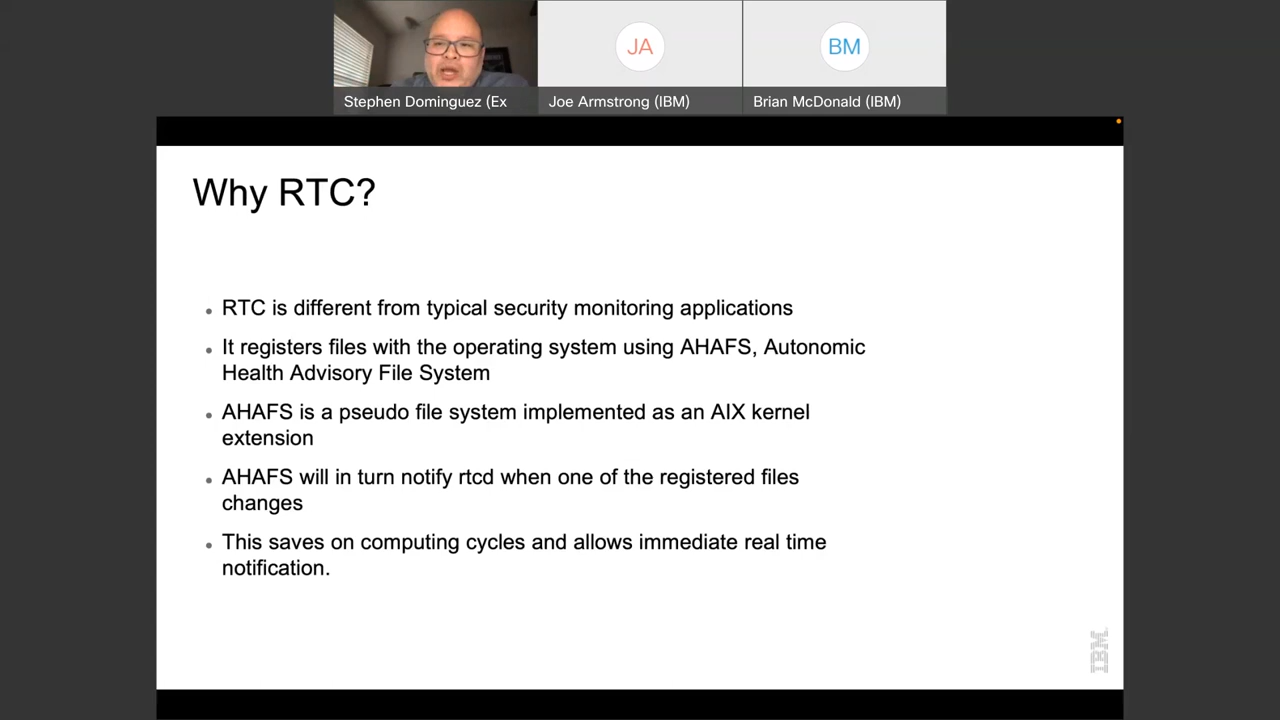 JA
BM
Stephen Dominguez (Ex
Joe Armstrong (IBM)
Brian McDonald (IBM)
Why RTC?
• RTC is different from typical security monitoring applications
• It registers files with the operating system using AHAFS, Autonomic
Health Advisory File System
• AHAFS is a pseudo file system implemented as an AIX kernel
extension
• AHAFS will in turn notify rtcd when one of the registered files
changes
• This saves on computing cycles and allows immediate real time
notification.
IBM